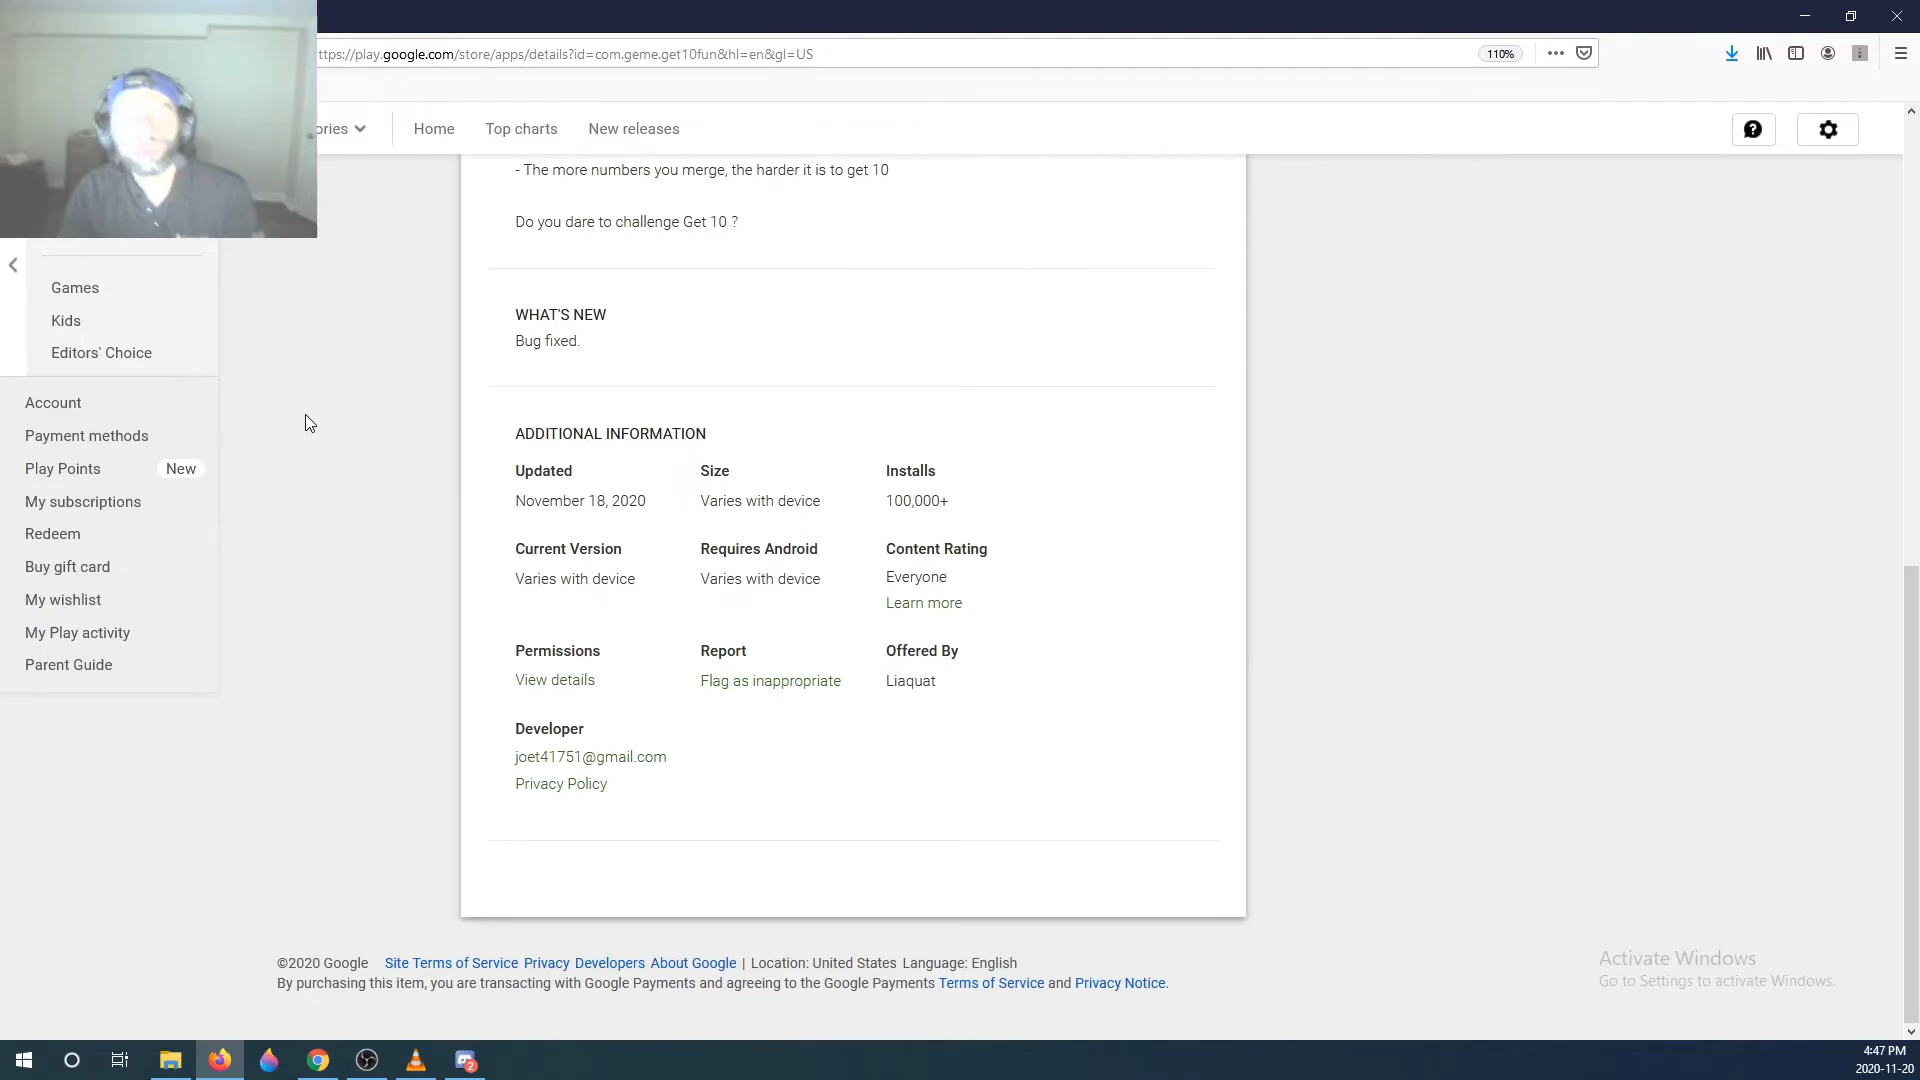 ttps://play.google.com/store/apps/details?id=com.geme.get10fun&hl=en&gl=US
110%
ories
Home
Top charts
New releases
- The more numbers you merge, the harder it is to get 10
Do you dare to challenge Get 10 ?
Games
Kids
Editors' Choice
Account
Payment methods
Play Points New
My subscriptions
Redeem
Buy gift card
My wishlist
My Play activity
Parent Guide
WHAT'S NEW
Bug fixed.
ADDITIONAL INFORMATION
Updated
November 18, 2020
Size
Varies with device
Installs
100,000+
Current Version
Varies with device
Requires Android
Varies with device
Content Rating
Everyone
Learn more
Permissions
View details
Report
Flag as inappropriate
Offered By
Liaquat
Developer
joet41751@gmail.com
Privacy Policy
©2020 Google Site Terms of Service Privacy Developers About Google | Location: United States Language: English
By purchasing this item, you are transacting with Google Payments and agreeing to the Google Payments Terms of Service and Privacy Notice.
Activate Windows
Go to Settings to activate Windows.
2
4:47 PM
2020-11-20